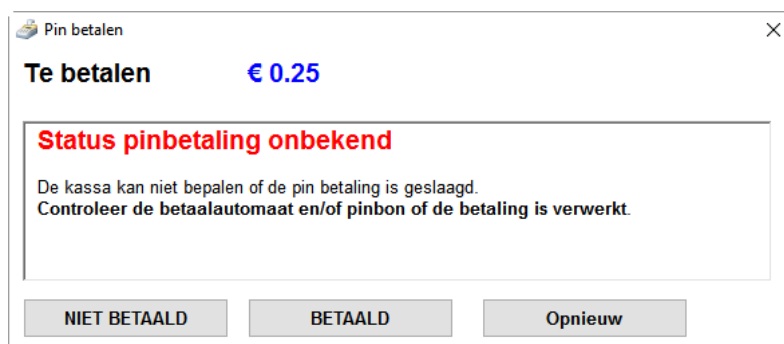 Pin betalen
Te betalen € 0.25
Status pinbetaling onbekend
De kassa kan niet bepalen of de pin betaling is geslaagd.
Controleer de betaalautomaat en/of pinbon of de betaling is verwerkt.
NIET BETAALD BETAALD Opnieuw